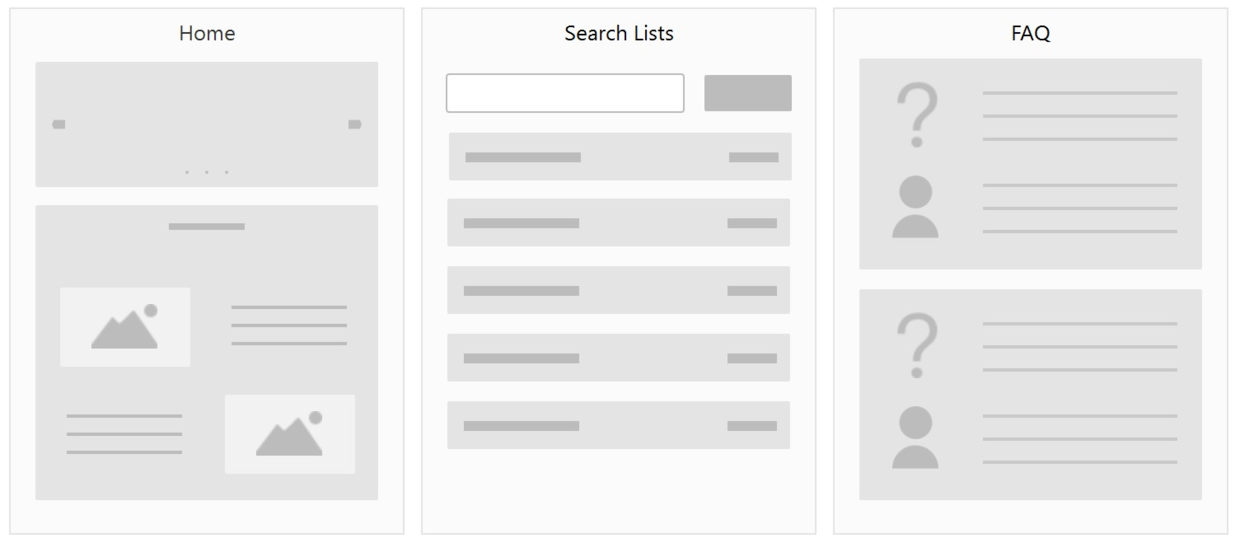 Home
Search Lists
FAQ
?
?